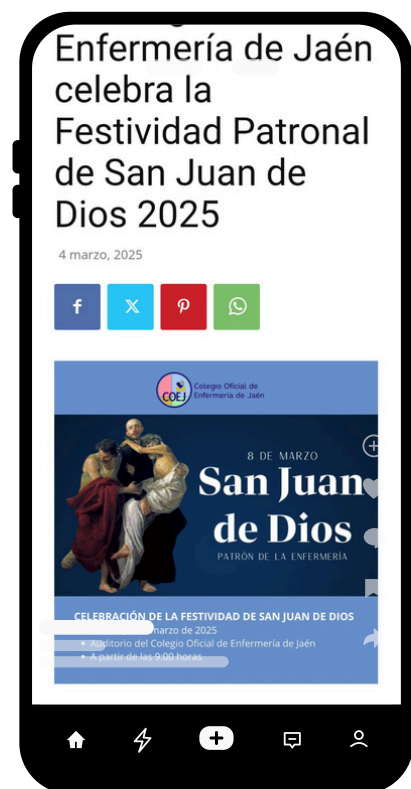 Enfermería de Jaén
celebra la
Festividad Patronal
de San Juan de
Dios 2025
4 marzo, 2025
COEJ
Colegio Oficial de
Enfermería de Jaén
8 DE MARZO
San Juan
de Dios
PATRÓN DE LA ENFERMERÍA
CELEBRACIÓN DE LA FESTIVIDAD DE SAN JUAN DE DIOS
marzo de 2025
Auditorio del Colegio Oficial de Enfermería de Jaén
A partir de las 9:00 horas